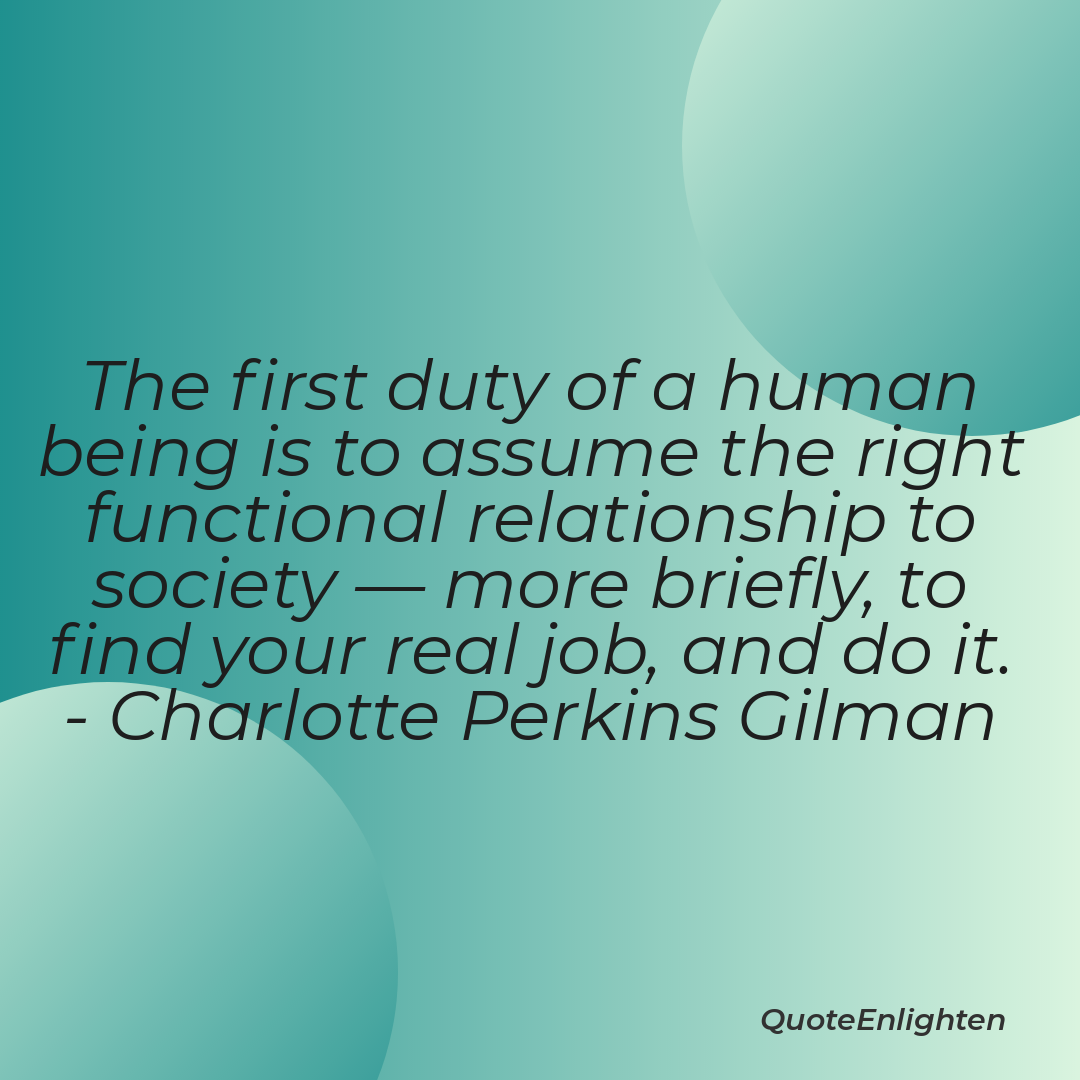 The first duty of a human
being is to assume the right
functional relationship to
society — more briefly, to
find your real job, and do it.
- Charlotte Perkins Gilman
QuoteEnlighten